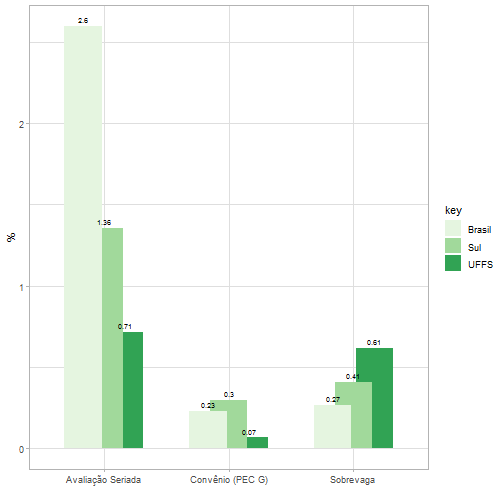 2.6
1.36
0.71
0.23
0.3
0.07
0.27
0.41
0.61
%
2
1
0
Avaliação Seriada
Convênio (PEC G)
Sobrevaga
key
Brasil
Sul
UFFS